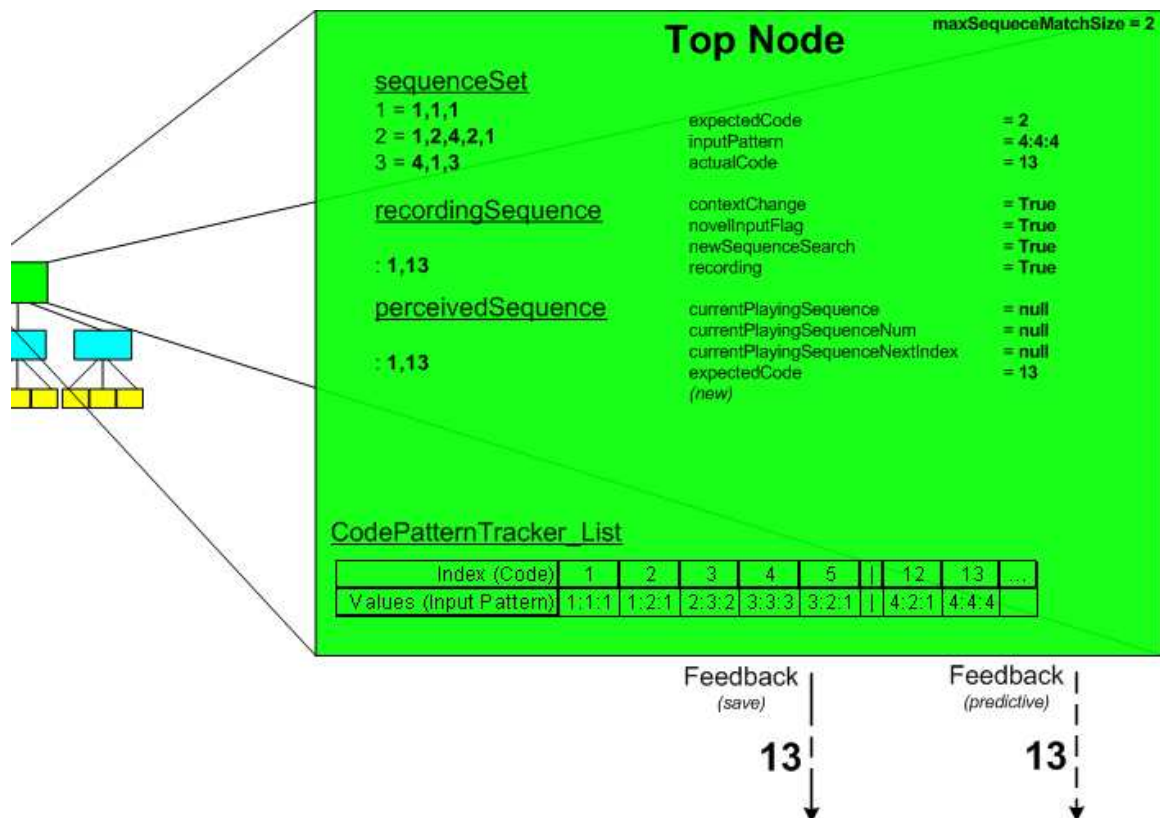 maxSequeceMatchSize = 2
Top Node
sequenceSet
1 = 1,1,1
2 = 1,2,4,2,1
3 = 4,1,3
expectedCode = 2
inputPattern = 4:4:4
actualCode = 13
recordingSequence
: 1,13
contextChange = True
novelInputFlag = True
newSequenceSearch = True
recording = True
perceivedSequence
: 1,13
currentPlayingSequence = null
currentPlayingSequenceNum = null
currentPlayingSequenceNextIndex = null
expectedCode = 13
(new)
CodePatternTracker_List
Index (Code) 1 2 3 4 5 | 12 13 ...
Values (Input Pattern) 1:1:1 1:2:1 2:3:2 3:3:3 3:2:1 | 4:2:1 4:4:4
Feedback
(save)
13
Feedback
(predictive)
13